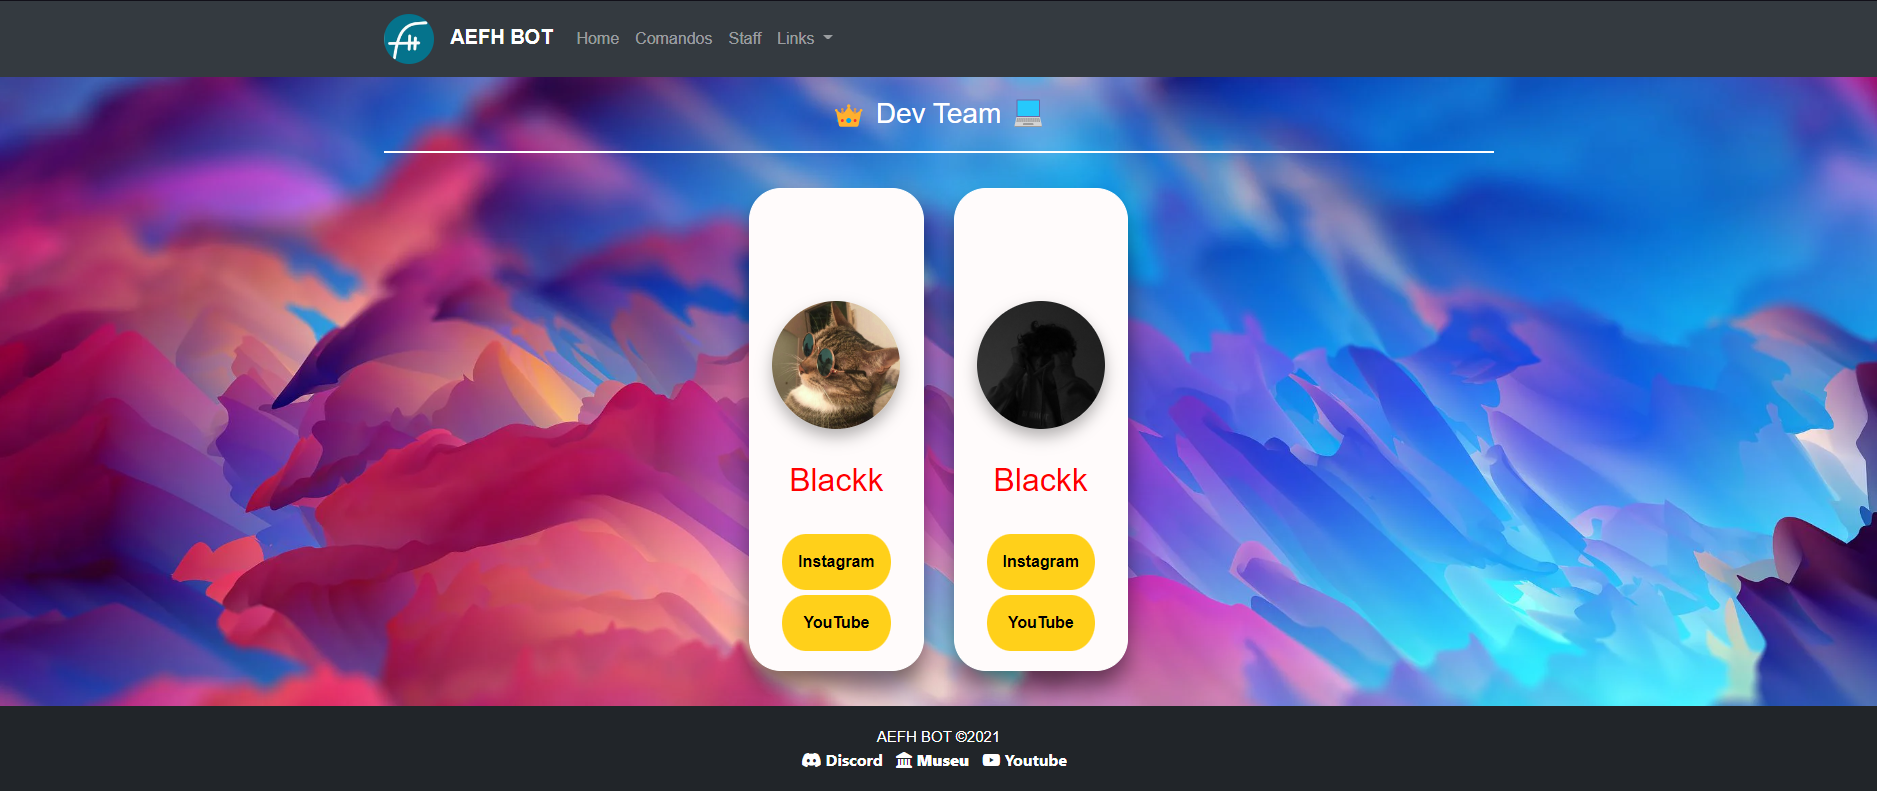 AEFH BOT Home Comandos Staff Links
Dev Team
Blackk
Instagram
YouTube
Blackk
Instagram
YouTube
AEFH BOT ©2021
Discord Museu Youtube